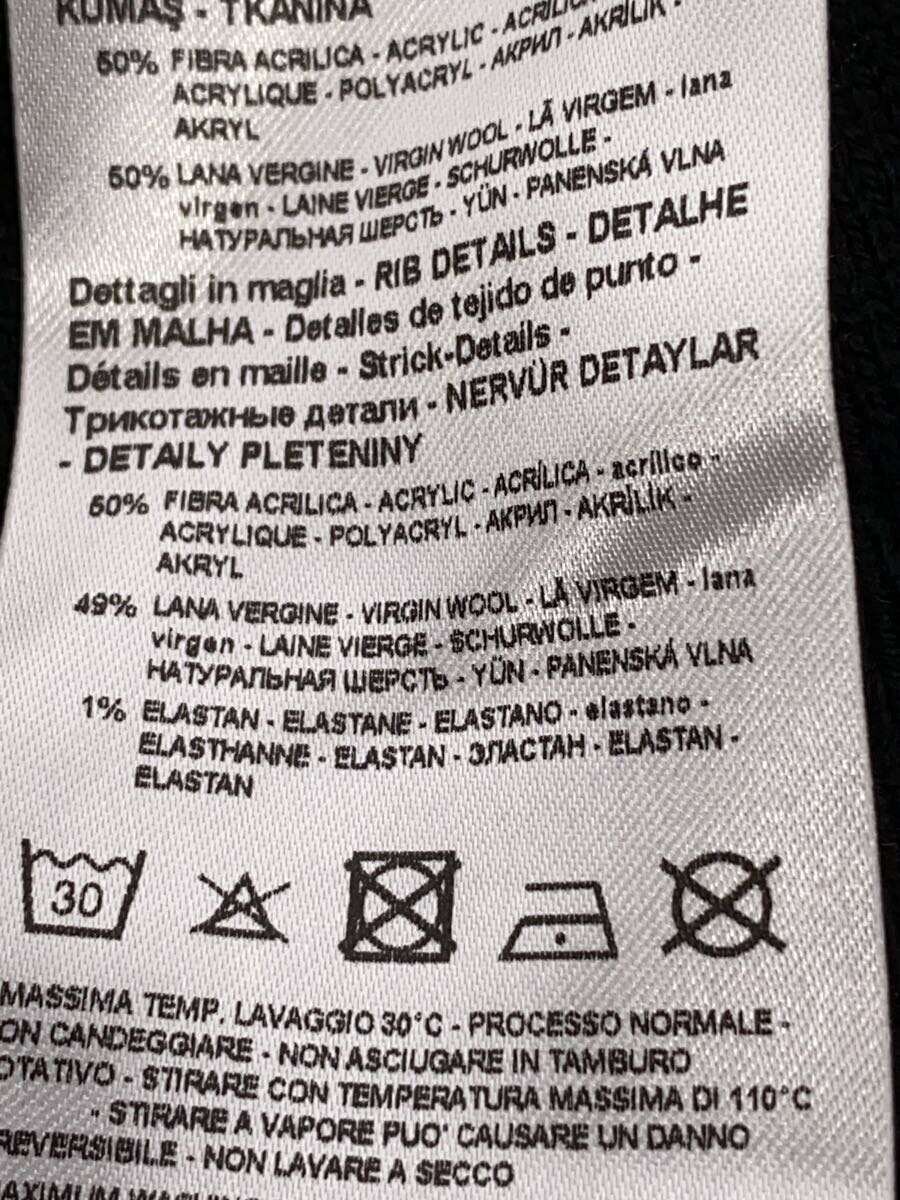 KUMAŞ - TKANINA
50% FIBRA ACRILICA - ACRYLIC -
ACRYLIQUE - POLYACRYL - АКРИЛ - AKRİLİK -
AKRYL
50% LANA VERGINE - VIRGIN WOOL - LÃ VIRGEM - lana
virgen - LAINE VIERGE - SCHURWOLLE -
НАТУРАЛЬНАЯ ШЕРСТЬ - YÜN - PANENSKÁ VLNA
Dettagli in maglia - RIB DETAILS - DETALHE
EM MALHA - Detalles de tejido de punto -
Détails en maille - Strick-Details -
Трикотажные детали - NERVÜR DETAYLAR
- DETAILY PLETENINY
50% FIBRA ACRILICA - ACRYLIC - ACRÍLICA - acrílico -
ACRYLIQUE - POLYACRYL - АКРИЛ - AKRİLİK -
AKRYL
49% LANA VERGINE - VIRGIN WOOL - LÃ VIRGEM - lana
virgen - LAINE VIERGE - SCHURWOLLE -
НАТУРАЛЬНАЯ ШЕРСТЬ - YÜN - PANENSKÁ VLNA
1% ELASTAN - ELASTANE - ELASTANO - elastano -
ELASTHANNE - ELASTAN - ЭЛАСТАН - ELASTAN -
ELASTAN
30
MASSIMA TEMP. LAVAGGIO 30°C - PROCESSO NORMALE -
ON CANDEGGIARE - NON ASCIUGARE IN TAMBURO
OTATIVO - STIRARE CON TEMPERATURA MASSIMA DI 110°C
- STIRARE A VAPORE PUO' CAUSARE UN DANNO
REVERSIBILE - NON LAVARE A SECCO